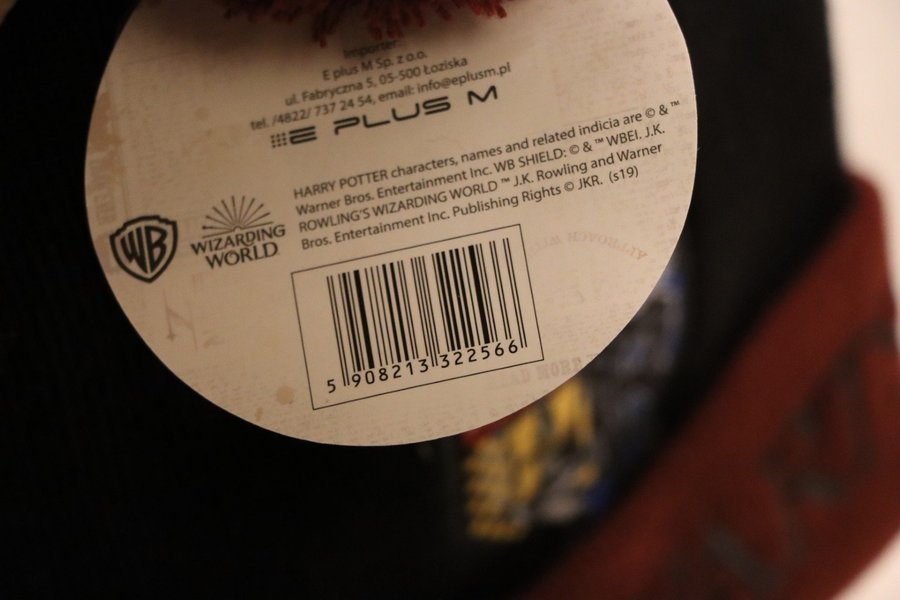 Importer:
E plus M Sp. z o.o.
ul. Fabryczna 5, 05-500 Łoziska
tel. /4822/ 737 24 54, email: info@eplusm.pl
E PLUS M
HARRY POTTER characters, names and related indicia are © & ™
Warner Bros. Entertainment Inc. WB SHIELD: © & ™ WBEI. J.K.
ROWLING'S WIZARDING WORLD ™ J.K. Rowling and Warner
Bros. Entertainment Inc. Publishing Rights © JKR. (s19)
WB
WIZARDING
WORLD
5 908213 322566